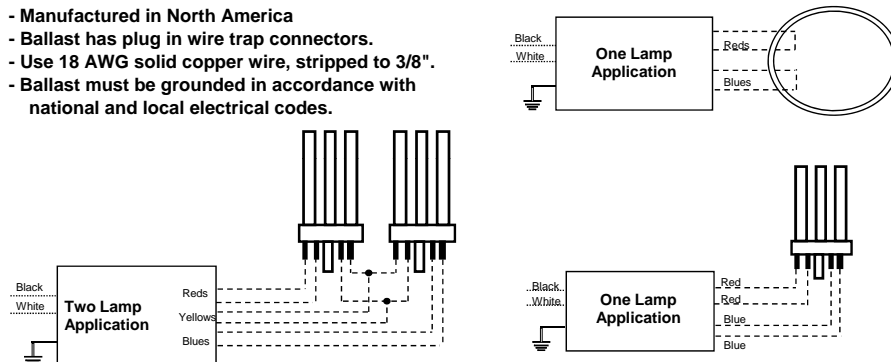 - Manufactured in North America
- Ballast has plug in wire trap connectors.
- Use 18 AWG solid copper wire, stripped to 3/8".
- Ballast must be grounded in accordance with
national and local electrical codes.
Black
White
One Lamp
Application
Reds
Blues
Black
White
Two Lamp
Application
Reds
Yellows
Blues
Black
White
One Lamp
Application
Red
Red
Blue
Blue